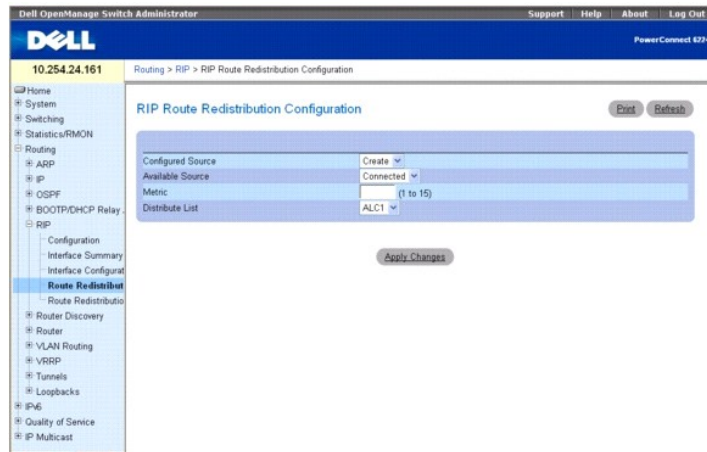 Dell OpenManage Switch Administrator
Support Help About Log Out
DELL
PowerConnect 6224
10.254.24.161
Routing > RIP > RIP Route Redistribution Configuration
Home
System
Switching
Statistics/RMON
Routing
ARP
IP
OSPF
BOOTP/DHCP Relay
RIP
Configuration
Interface Summary
Interface Configurat
Route Redistribut
Route Redistributio
Router Discovery
Router
VLAN Routing
VRRP
Tunnels
Loopbacks
IPv6
Quality of Service
IP Multicast
RIP Route Redistribution Configuration
Print Refresh
Configured Source Create
Available Source Connected
Metric (1 to 15)
Distribute List ALC1
Apply Changes